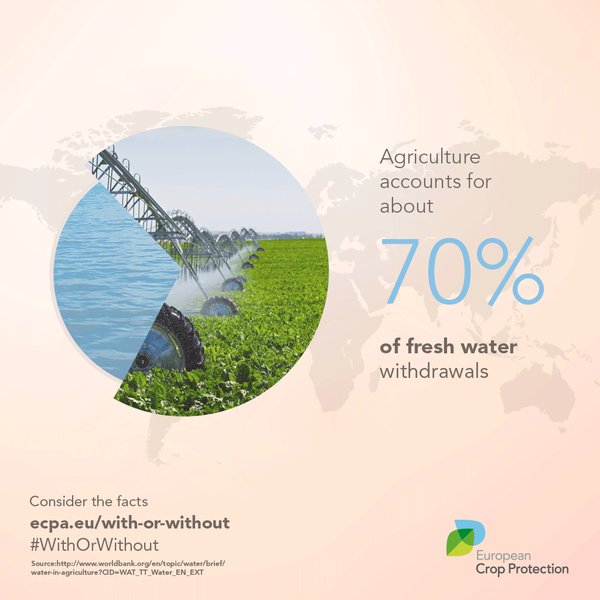 Agriculture
accounts for
about
70%
of fresh water
withdrawals
Consider the facts
ecpa.eu/with-or-without
#WithOrWithout
Source:http://www.worldbank.org/en/topic/water/brief/
water-in-agriculture?CID=WAT_TT_Water_EN_EXT
European
Crop Protection